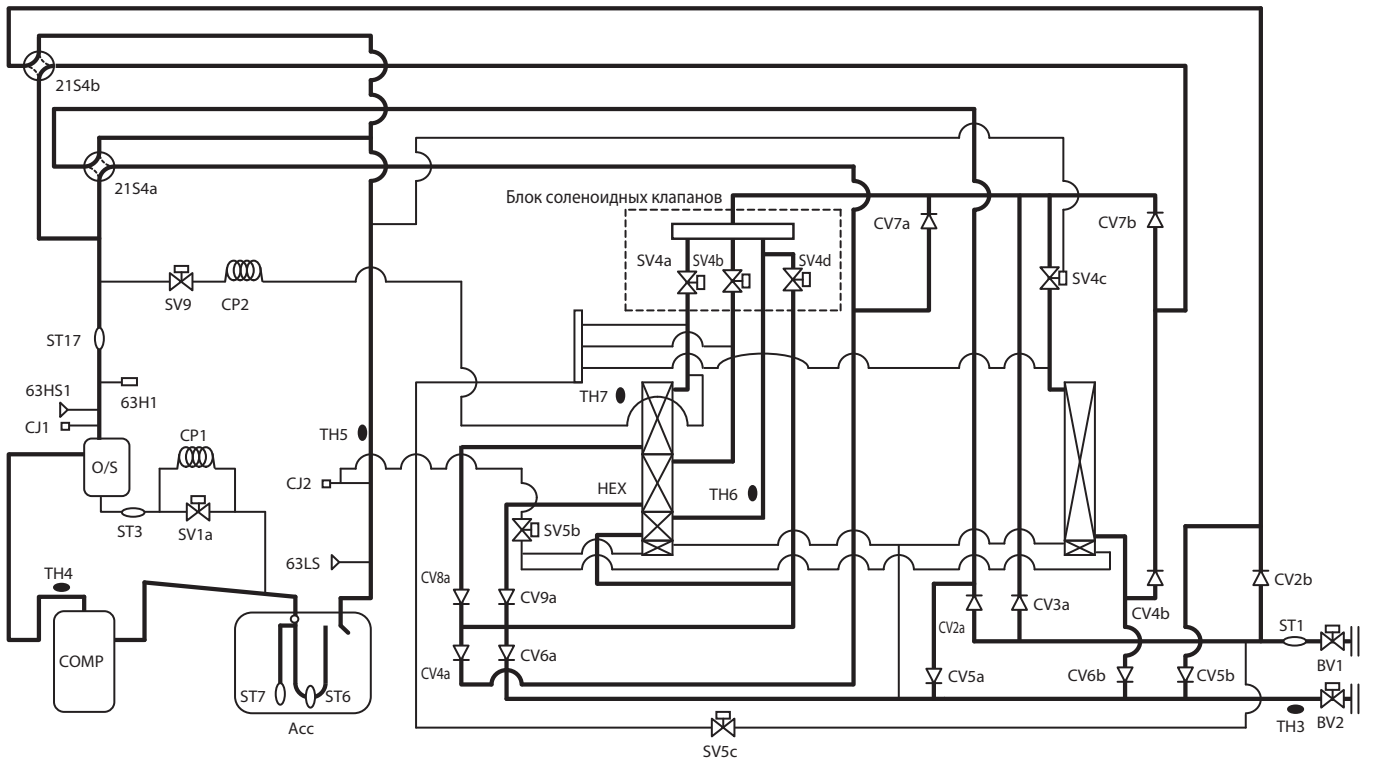 21S4b
21S4a
Блок соленоидных клапанов
CV7a
CV7b
SV4a
SV4b
SV4d
SV4c
SV9
CP2
ST17
63HS1
63H1
CJ1
TH7
TH5
CP1
O/S
CJ2
HEX
TH6
ST3
SV1a
SV5b
63LS
TH4
CV8a
CV9a
CV2a
CV3a
CV4b
CV2b
ST1
COMP
CV4a
CV6a
CV5a
CV6b
CV5b
BV1
ST7
ST6
Acc
TH3
BV2
SV5c